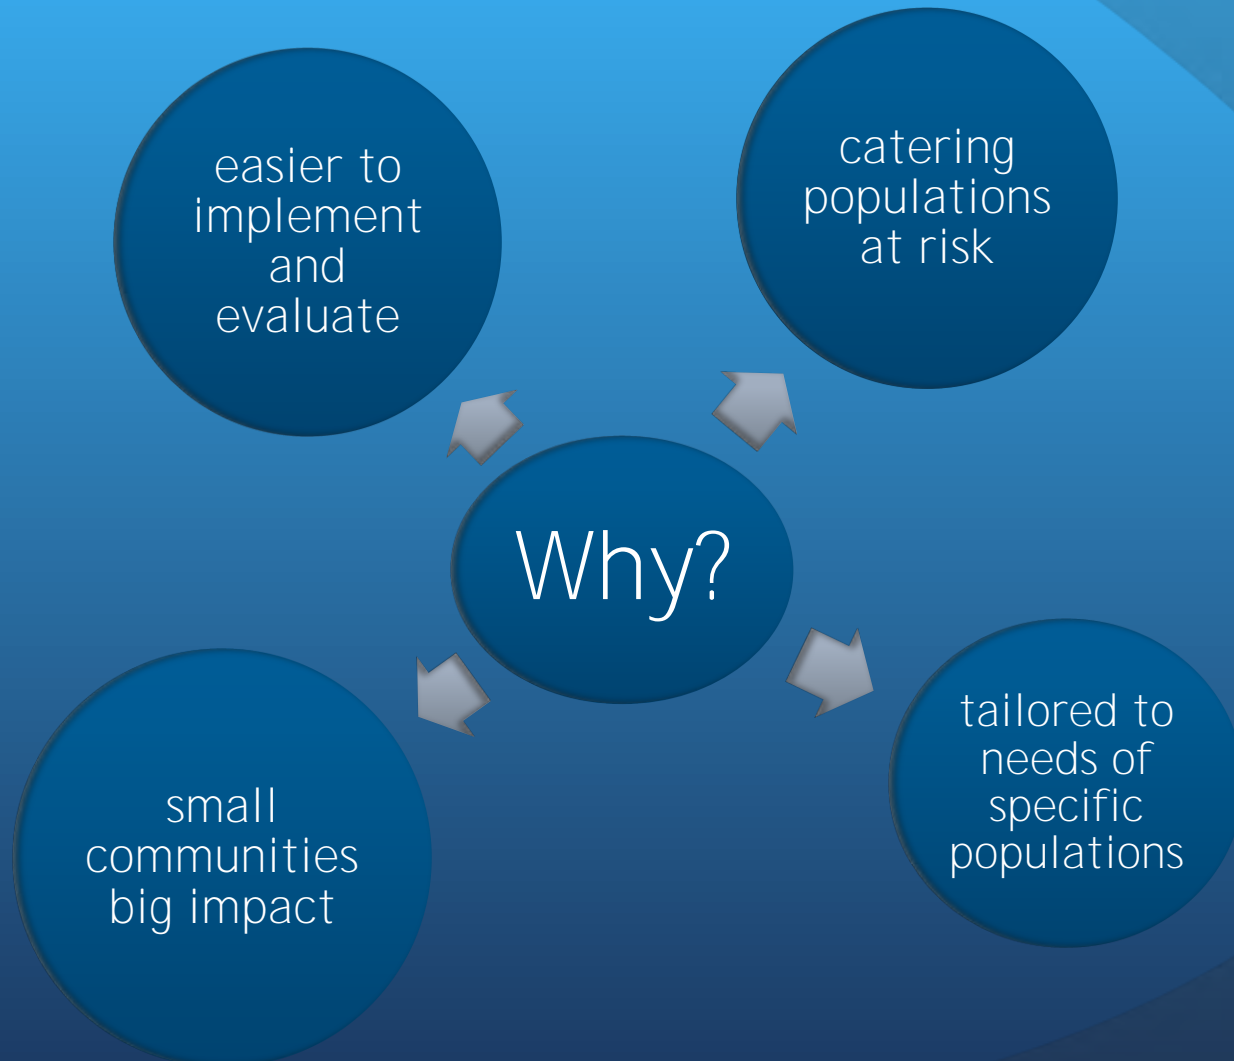 easier to
implement
and
evaluate
catering
populations
at risk
Why?
small
communities
big impact
tailored to
needs of
specific
populations